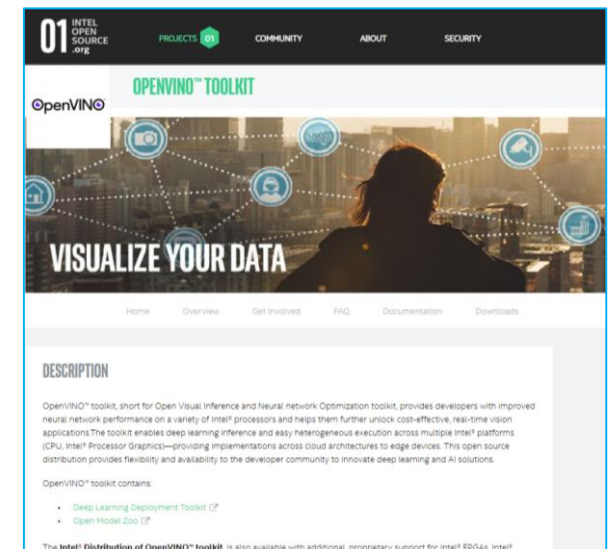 01 INTEL
OPEN
SOURCE
.org
PROJECTS 01 COMMUNITY ABOUT SECURITY
OpenVINO
OPENVINO™ TOOLKIT
VISUALIZE YOUR DATA
Home Overview Get Involved FAQ Documentation Downloads
DESCRIPTION
OpenVINO™ toolkit, short for Open Visual Inference and Neural network Optimization toolkit, provides developers with improved
neural network performance on a variety of Intel® processors and helps them further unlock cost-effective, real-time vision
applications.The toolkit enables deep learning inference and easy heterogeneous execution across multiple Intel® platforms
(CPU, Intel® Processor Graphics)—providing implementations across cloud architectures to edge devices. This open source
distribution provides flexibility and availability to the developer community to innovate deep learning and AI solutions.
OpenVINO™ toolkit contains:
• Deep Learning Deployment Toolkit
• Open Model Zoo
The Intel® Distribution of OpenVINO™ toolkit, is also available with additional, proprietary support for Intel® FPGAs, Intel®